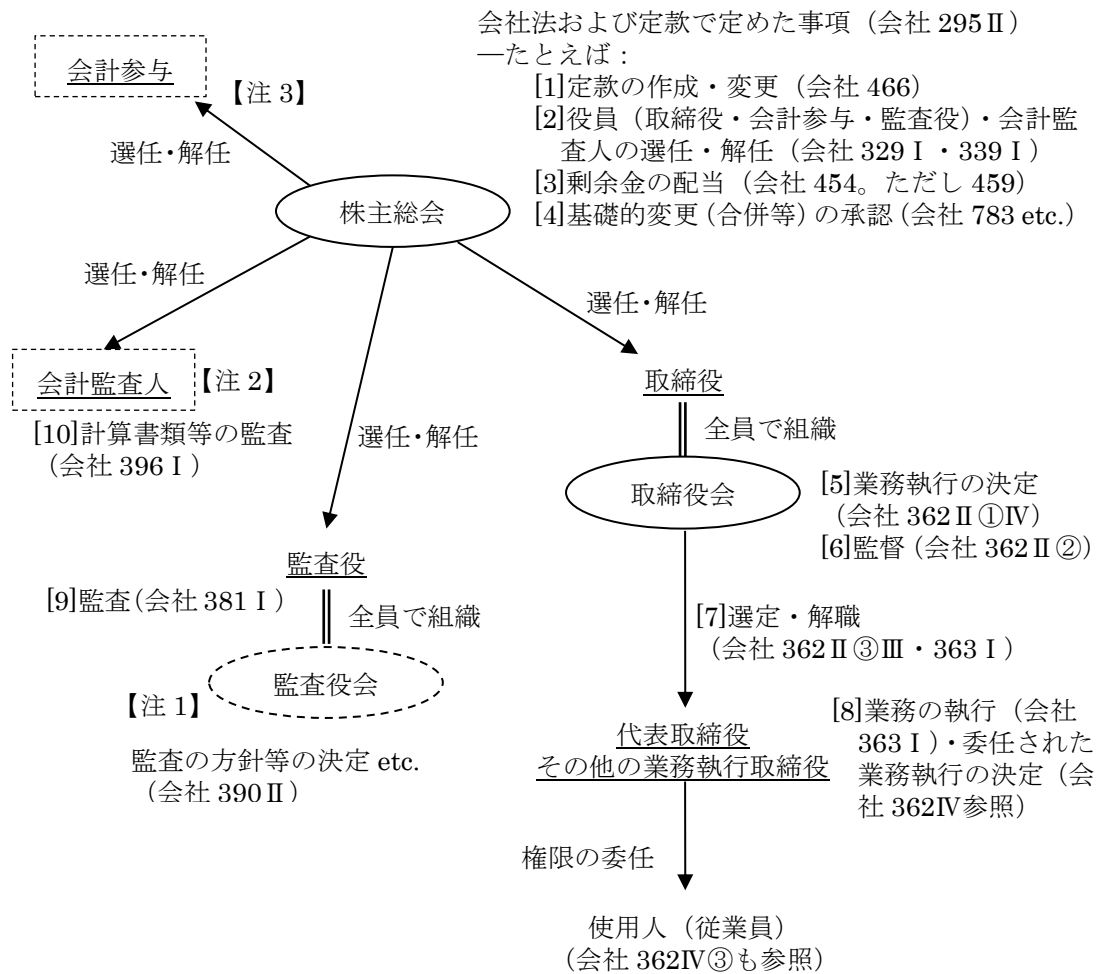 会社法および定款で定めた事項（会社 295Ⅱ）
―たとえば：
[1]定款の作成・変更（会社 466）
[2]役員（取締役・会計参与・監査役）・会計監
査人の選任・解任（会社 329Ⅰ・339Ⅰ）
[3]剰余金の配当（会社 454。ただし 459）
[4]基礎的変更（合併等）の承認（会社 783 etc.）
会計参与
【注 3】
選任・解任
株主総会
選任・解任
選任・解任
会計監査人
【注 2】
[10]計算書類等の監査
（会社 396Ⅰ）
選任・解任
取締役
全員で組織
取締役会
[5]業務執行の決定
（会社 362Ⅱ①Ⅳ）
[6]監督（会社 362Ⅱ②）
監査役
[9]監査（会社 381Ⅰ）
全員で組織
監査役会
【注 1】
監査の方針等の決定 etc.
（会社 390Ⅱ）
[7]選定・解職
（会社 362Ⅱ③Ⅲ・363Ⅰ）
代表取締役
その他の業務執行取締役
[8]業務の執行（会社
363Ⅰ）・委任された
業務執行の決定（会
社 362Ⅳ参照）
権限の委任
使用人（従業員）
（会社 362Ⅳ③も参照）